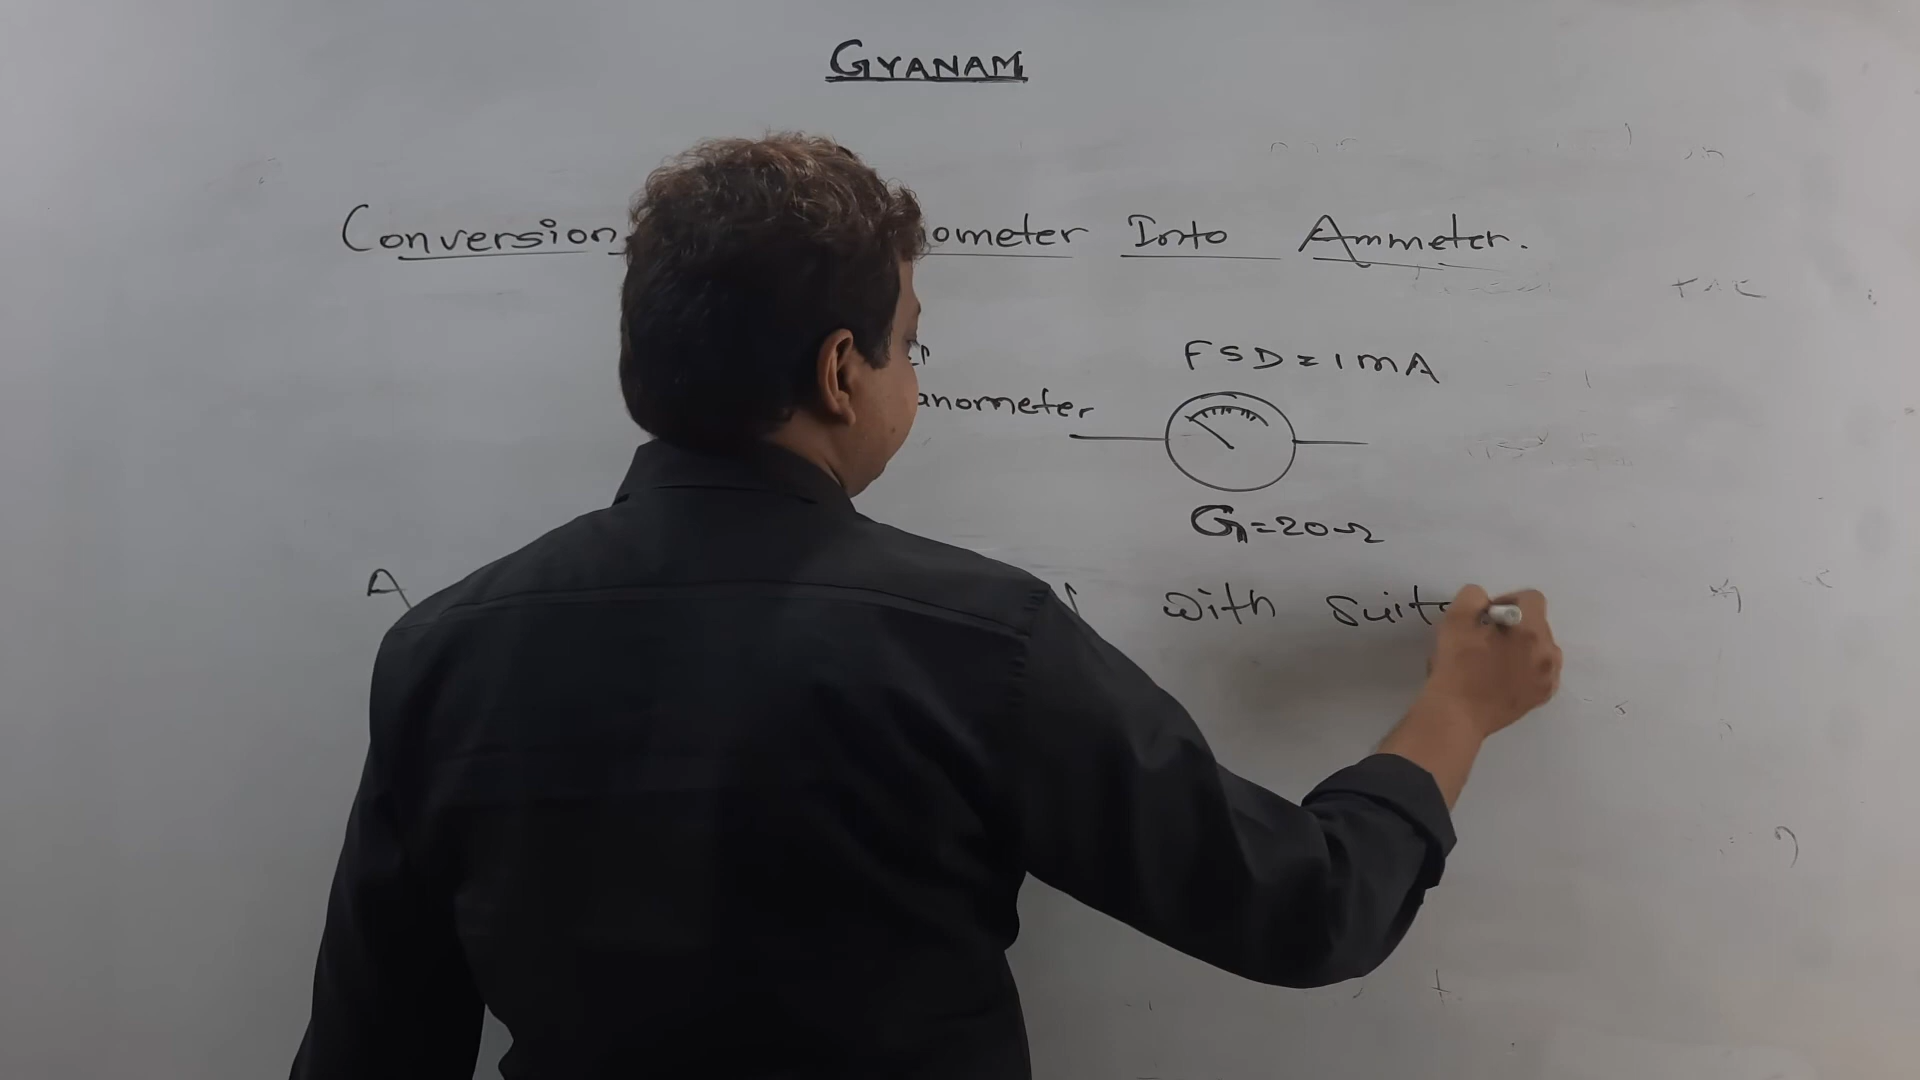 GYANAM
Conversion ometer Into Ammeter.
FSD = 1mA
anometer
G=20Ω
A with suit